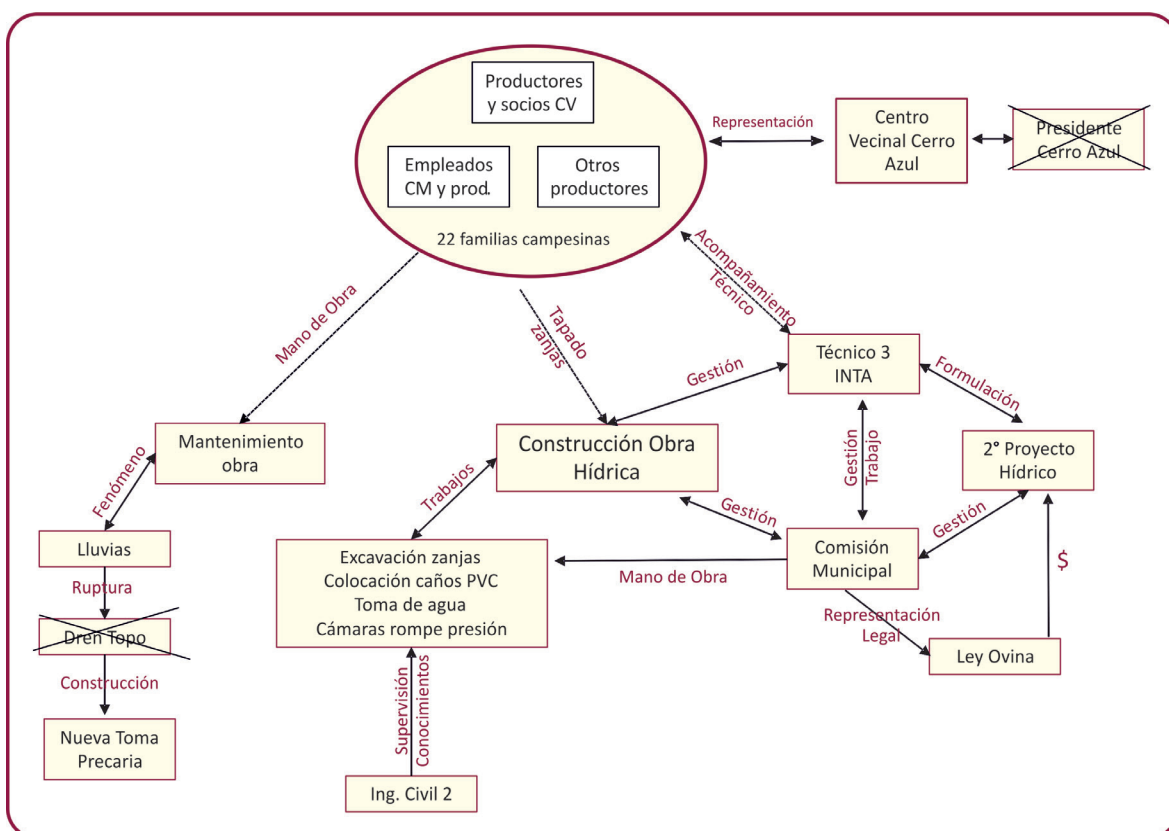 Productores
y socios CV
Empleados
CM y prod.
Otros
productores
22 familias campesinas
Representación
Centro
Vecinal Cerro
Azul
Presidente
Cerro Azul
Acompañamiento
Técnico
Mano de Obra
Tapado
zanjas
Gestión
Técnico 3
INTA
Formulación
Mantenimiento
obra
Construcción Obra
Hídrica
2° Proyecto
Hídrico
Fenómeno
Trabajos
Gestión
Gestión
Trabajo
Gestión
Lluvias
Excavación zanjas
Colocación caños PVC
Toma de agua
Cámaras rompe presión
Mano de Obra
Comisión
Municipal
$
Ruptura
Dren Topo
Representación
Legal
Ley Ovina
Construcción
Supervisión
Conocimientos
Nueva Toma
Precaria
Ing. Civil 2